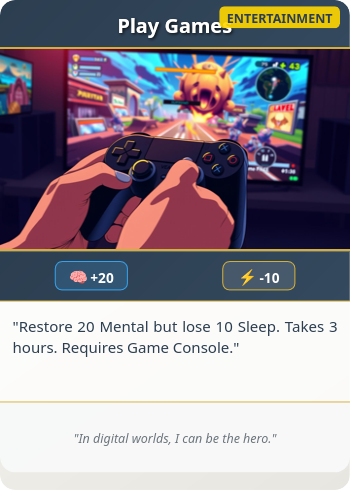 Play Games
ENTERTAINMENT
43
🧠 +20
⚡ -10
"Restore 20 Mental but lose 10 Sleep. Takes 3
hours. Requires Game Console."
"In digital worlds, I can be the hero."